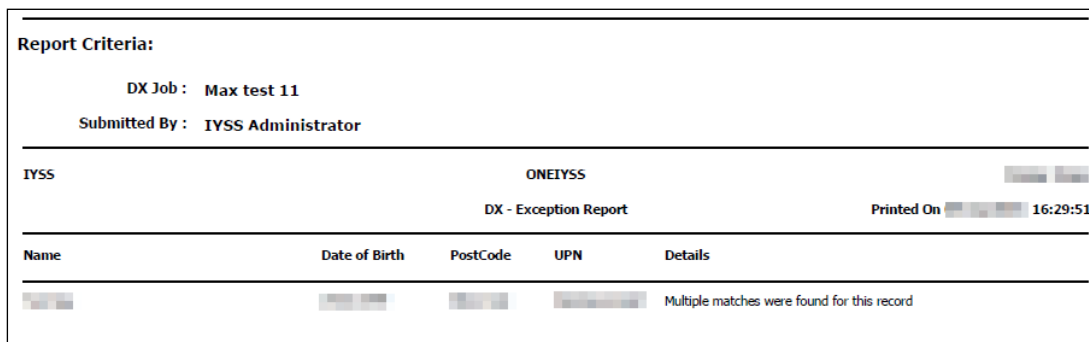 Report Criteria:
DX Job : Max test 11
Submitted By : IYSS Administrator
IYSS ONEIYSS
DX - Exception Report Printed On 16:29:51
Name Date of Birth PostCode UPN Details
Multiple matches were found for this record